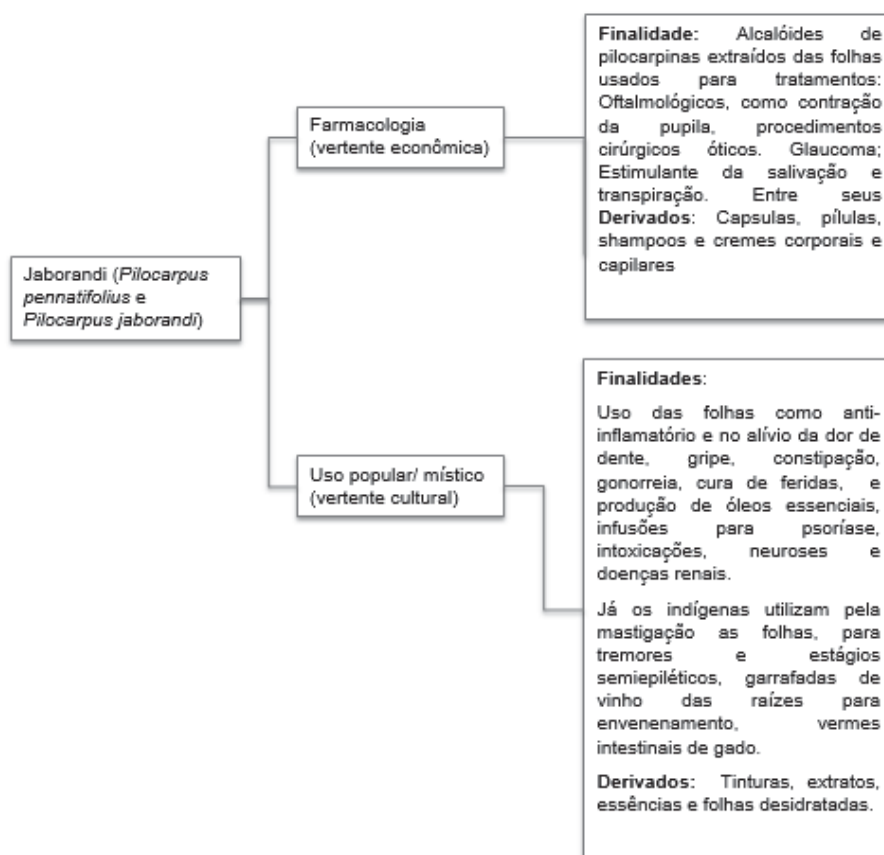 Jaborandi (Pilocarpus
pennatifolius e
Pilocarpus jaborandi)
Farmacologia
(vertente econômica)
Finalidade: Alcalóides de
pilocarpinas extraídos das folhas
usados para tratamentos:
Oftalmológicos, como contração
da pupila, procedimentos
cirúrgicos óticos. Glaucoma;
Estimulante da salivação e
transpiração. Entre seus
Derivados: Capsulas, pílulas,
shampoos e cremes corporais e
capilares
Uso popular/ místico
(vertente cultural)
Finalidades:
Uso das folhas como anti-
inflamatório e no alívio da dor de
dente, gripe, constipação,
gonorreia, cura de feridas, e
produção de óleos essenciais,
infusões para psoríase,
intoxicações, neuroses e
doenças renais.
Já os indígenas utilizam pela
mastigação as folhas, para
tremores e estágios
semiepiléticos, garrafadas de
vinho das raízes para
envenenamento, vermes
intestinais de gado.
Derivados: Tinturas, extratos,
essências e folhas desidratadas.